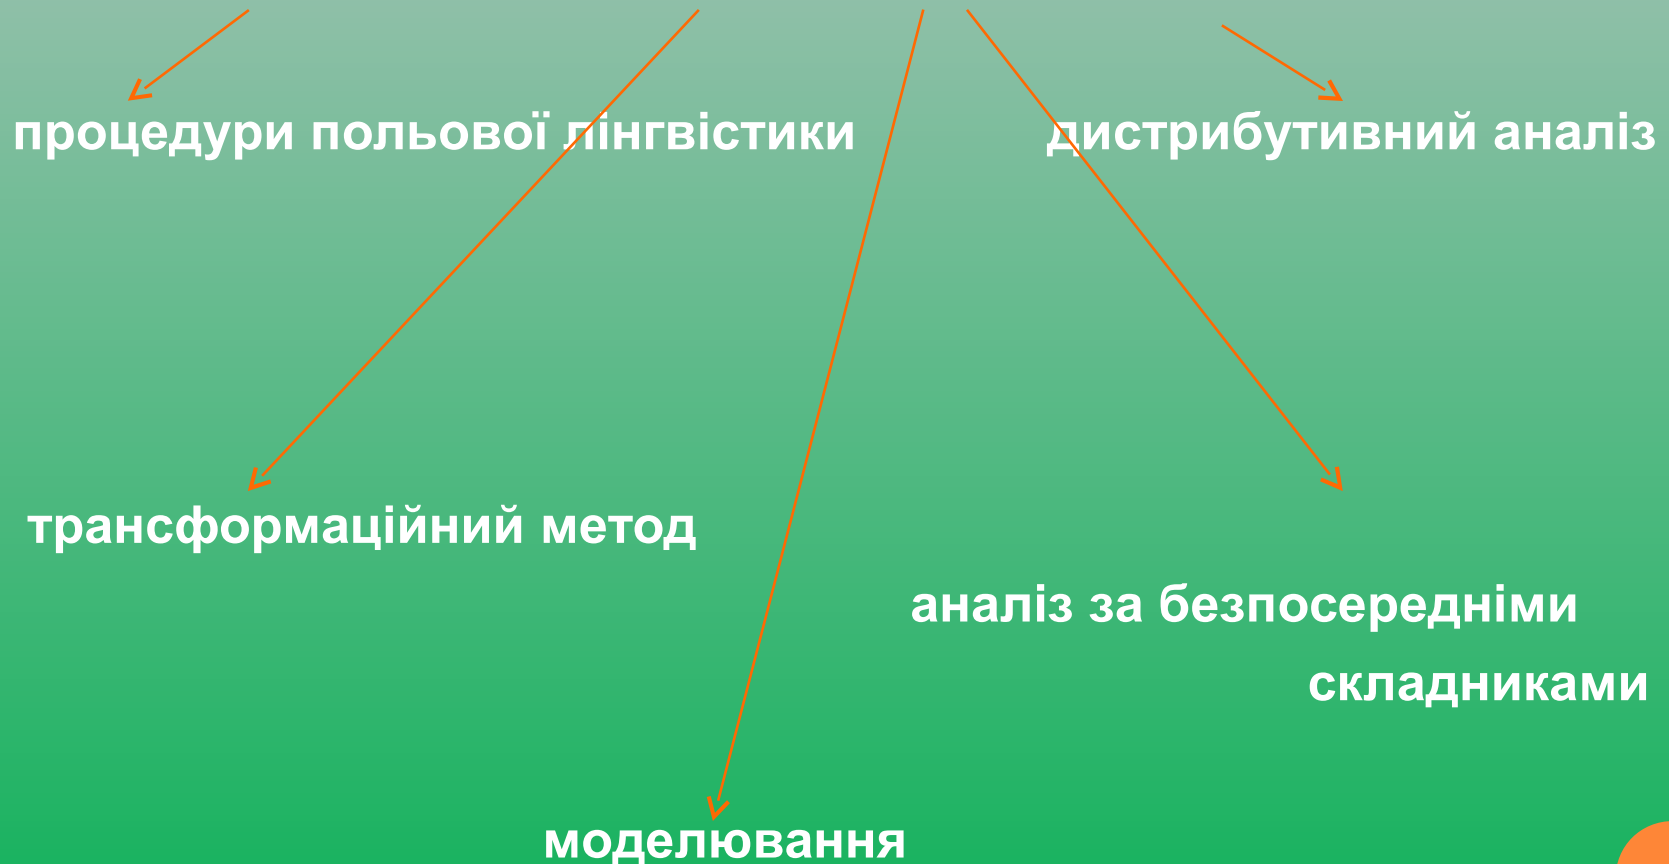 процедури польової лінгвістики
дистрибутивний аналіз
трансформаційний метод
аналіз за безпосередніми
складниками
моделювання